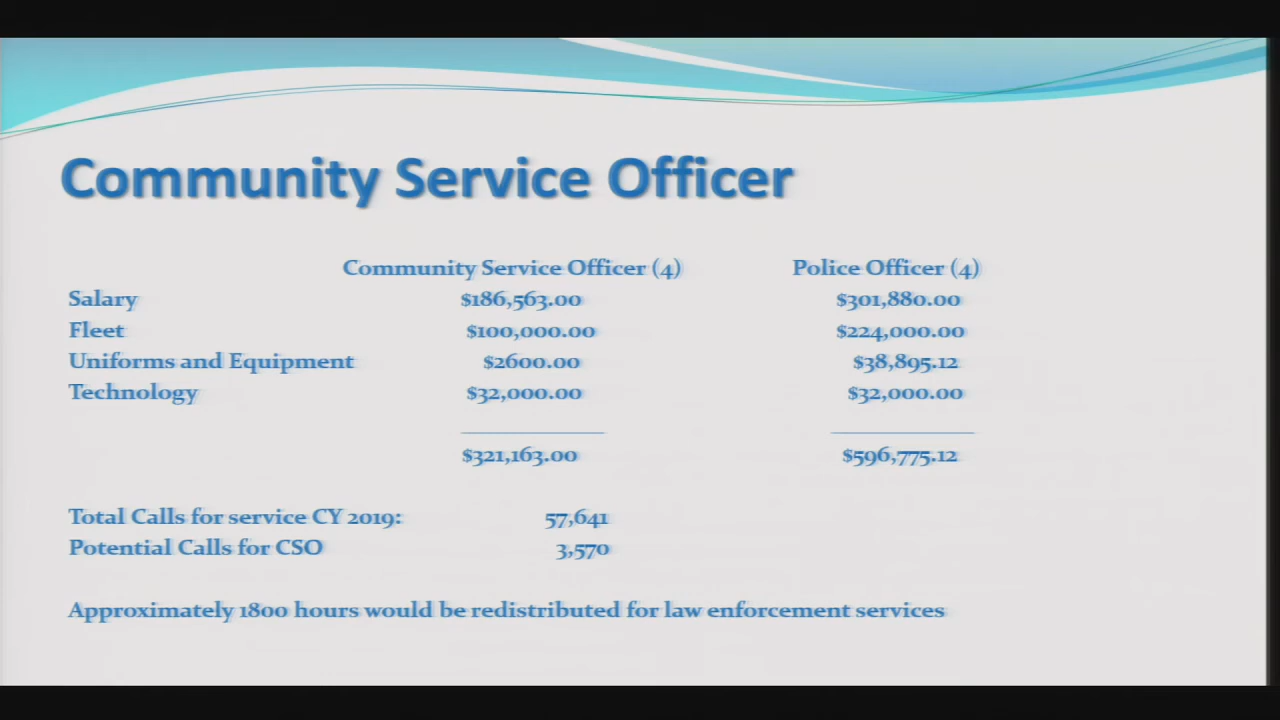 Community Service Officer
Community Service Officer (4) Police Officer (4)
Salary $186,563.00 $301,880.00
Fleet $100,000.00 $224,000.00
Uniforms and Equipment $2600.00 $38,895.12
Technology $32,000.00 $32,000.00
$321,163.00 $596,775.12
Total Calls for service CY 2019: 57,641
Potential Calls for CSO 3,570
Approximately 1800 hours would be redistributed for law enforcement services